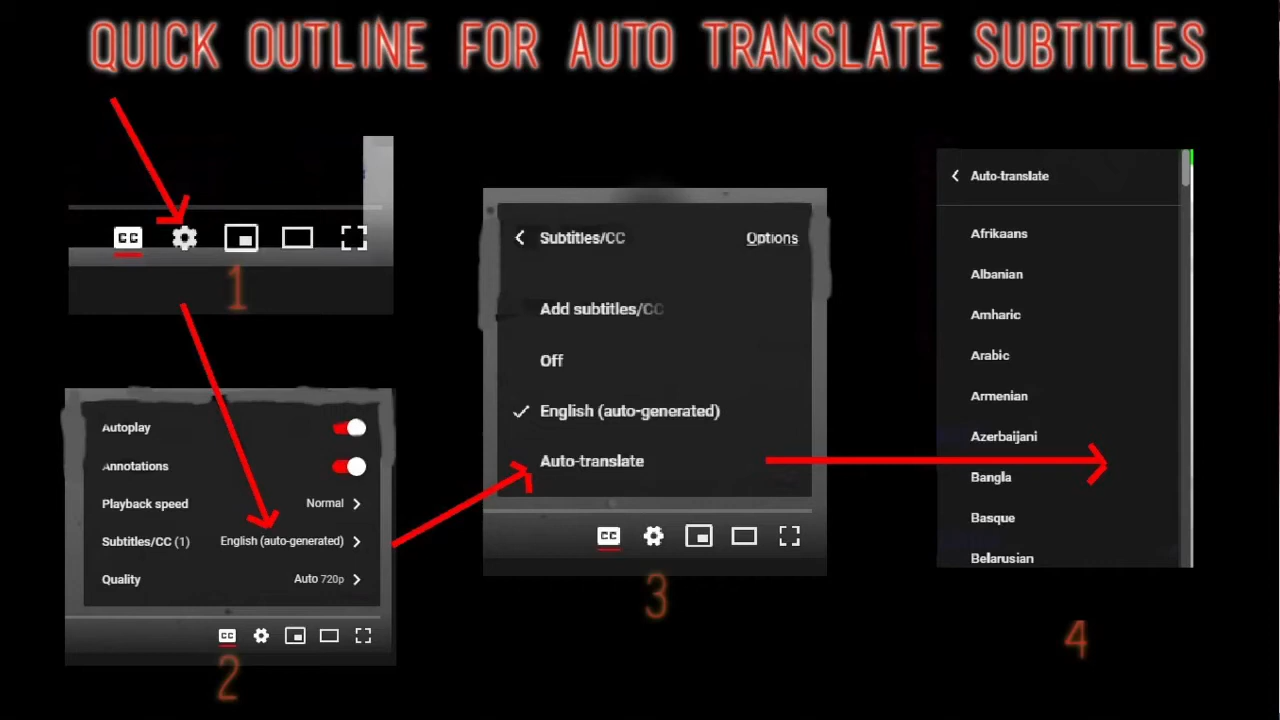 QUICK OUTLINE FOR AUTO TRANSLATE SUBTITLES
CC
1
Autoplay
Annotations
Playback speed Normal
Subtitles/CC (1) English (auto-generated)
Quality Auto 720p
CC
2
Subtitles/CC Options
Add subtitles/CC
Off
English (auto-generated)
Auto-translate
CC
3
Auto-translate
Afrikaans
Albanian
Amharic
Arabic
Armenian
Azerbaijani
Bangla
Basque
Belarusian
4